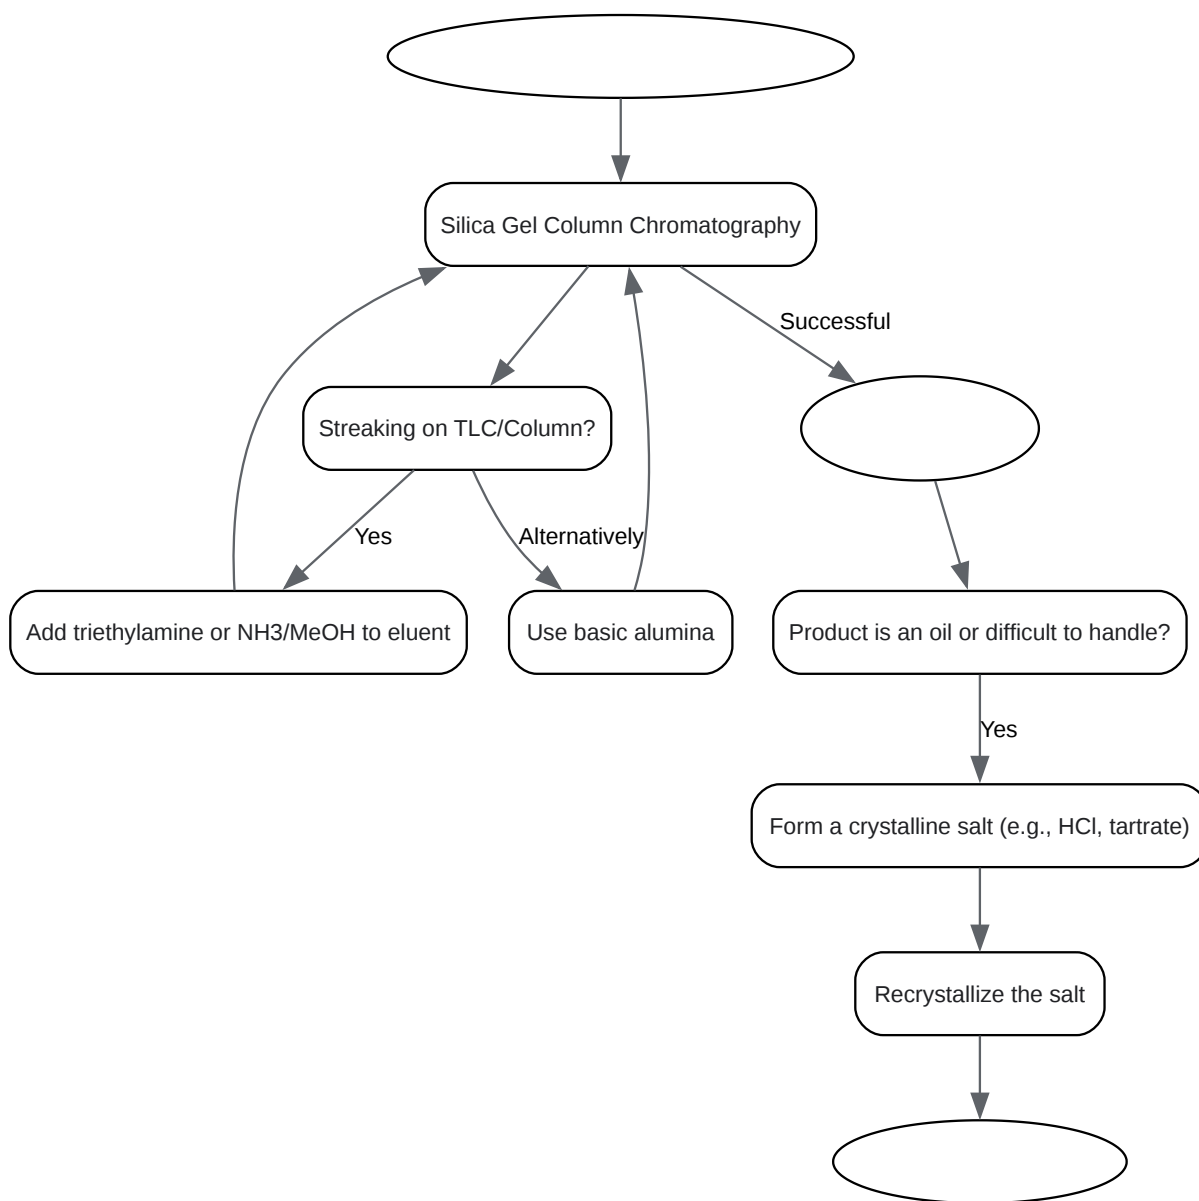 Silica Gel Column Chromatography
Successful
Streaking on TLC/Column?
Yes
Alternatively
Add triethylamine or NH3/MeOH to eluent
Use basic alumina
Product is an oil or difficult to handle?
Yes
Form a crystalline salt (e.g., HCl, tartrate)
Recrystallize the salt